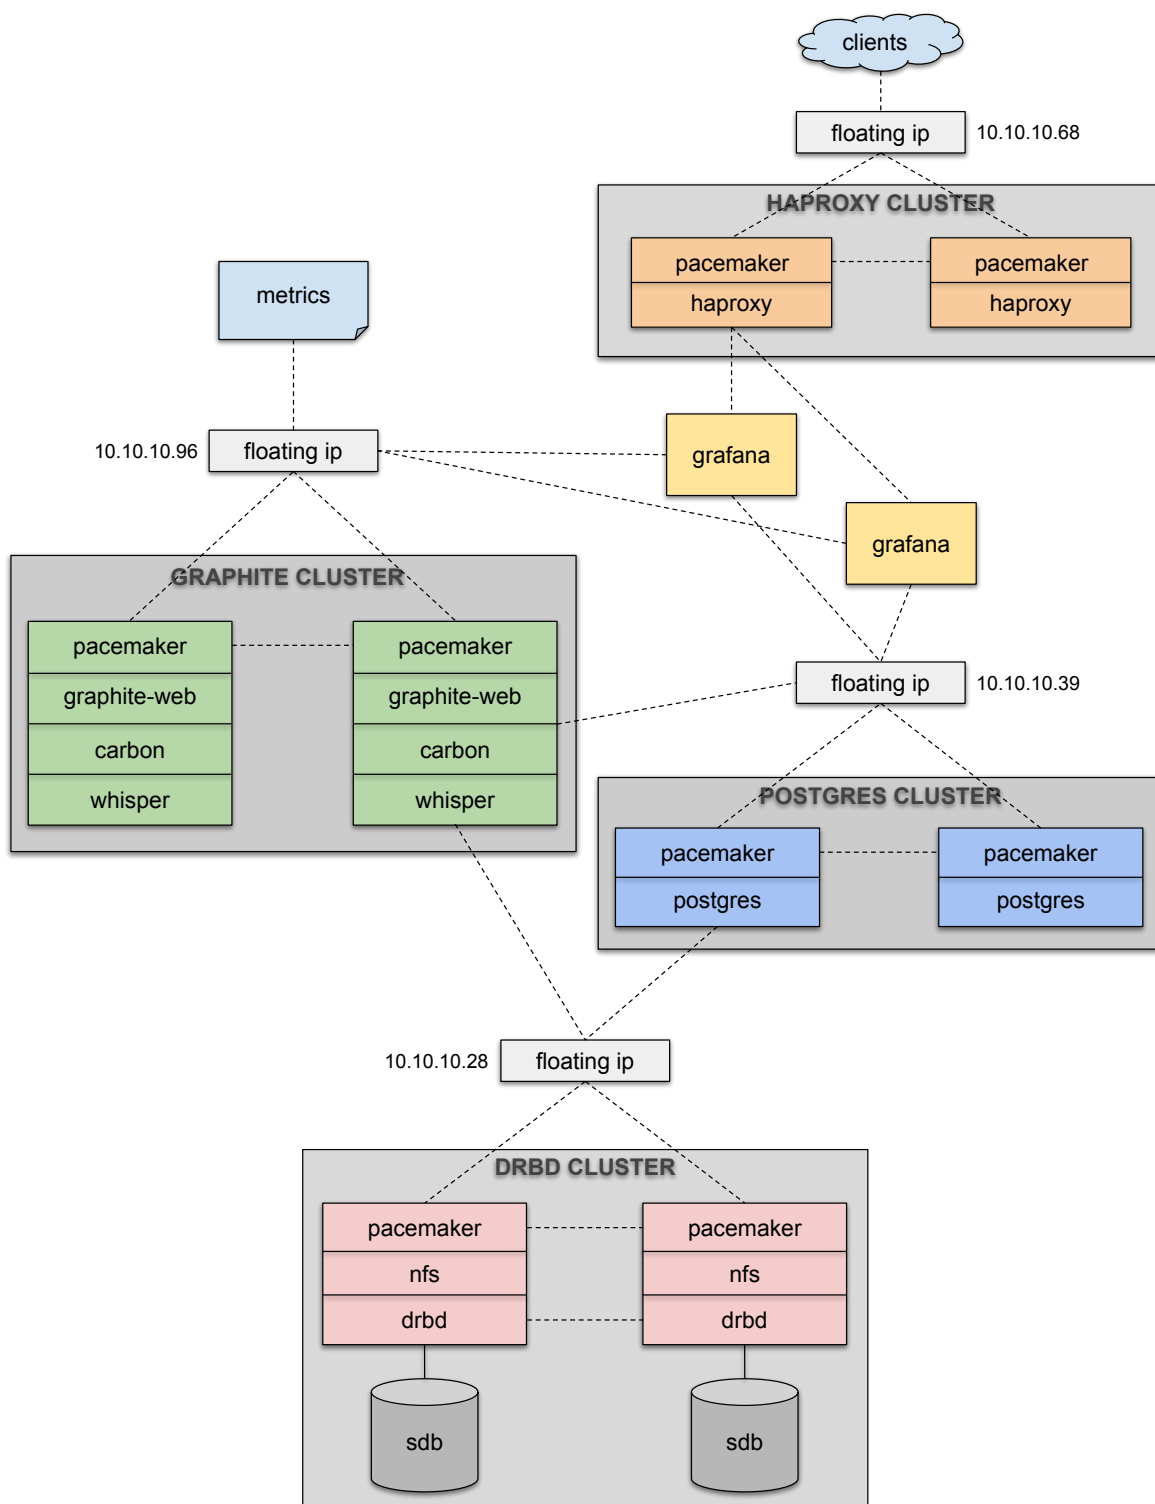 clients
floating ip
10.10.10.68
HAPROXY CLUSTER
pacemaker
pacemaker
haproxy
haproxy
metrics
10.10.10.96
floating ip
grafana
grafana
GRAPHITE CLUSTER
pacemaker
pacemaker
graphite-web
graphite-web
carbon
carbon
whisper
whisper
floating ip
10.10.10.39
POSTGRES CLUSTER
pacemaker
pacemaker
postgres
postgres
10.10.10.28
floating ip
DRBD CLUSTER
pacemaker
pacemaker
nfs
nfs
drbd
drbd
sdb
sdb